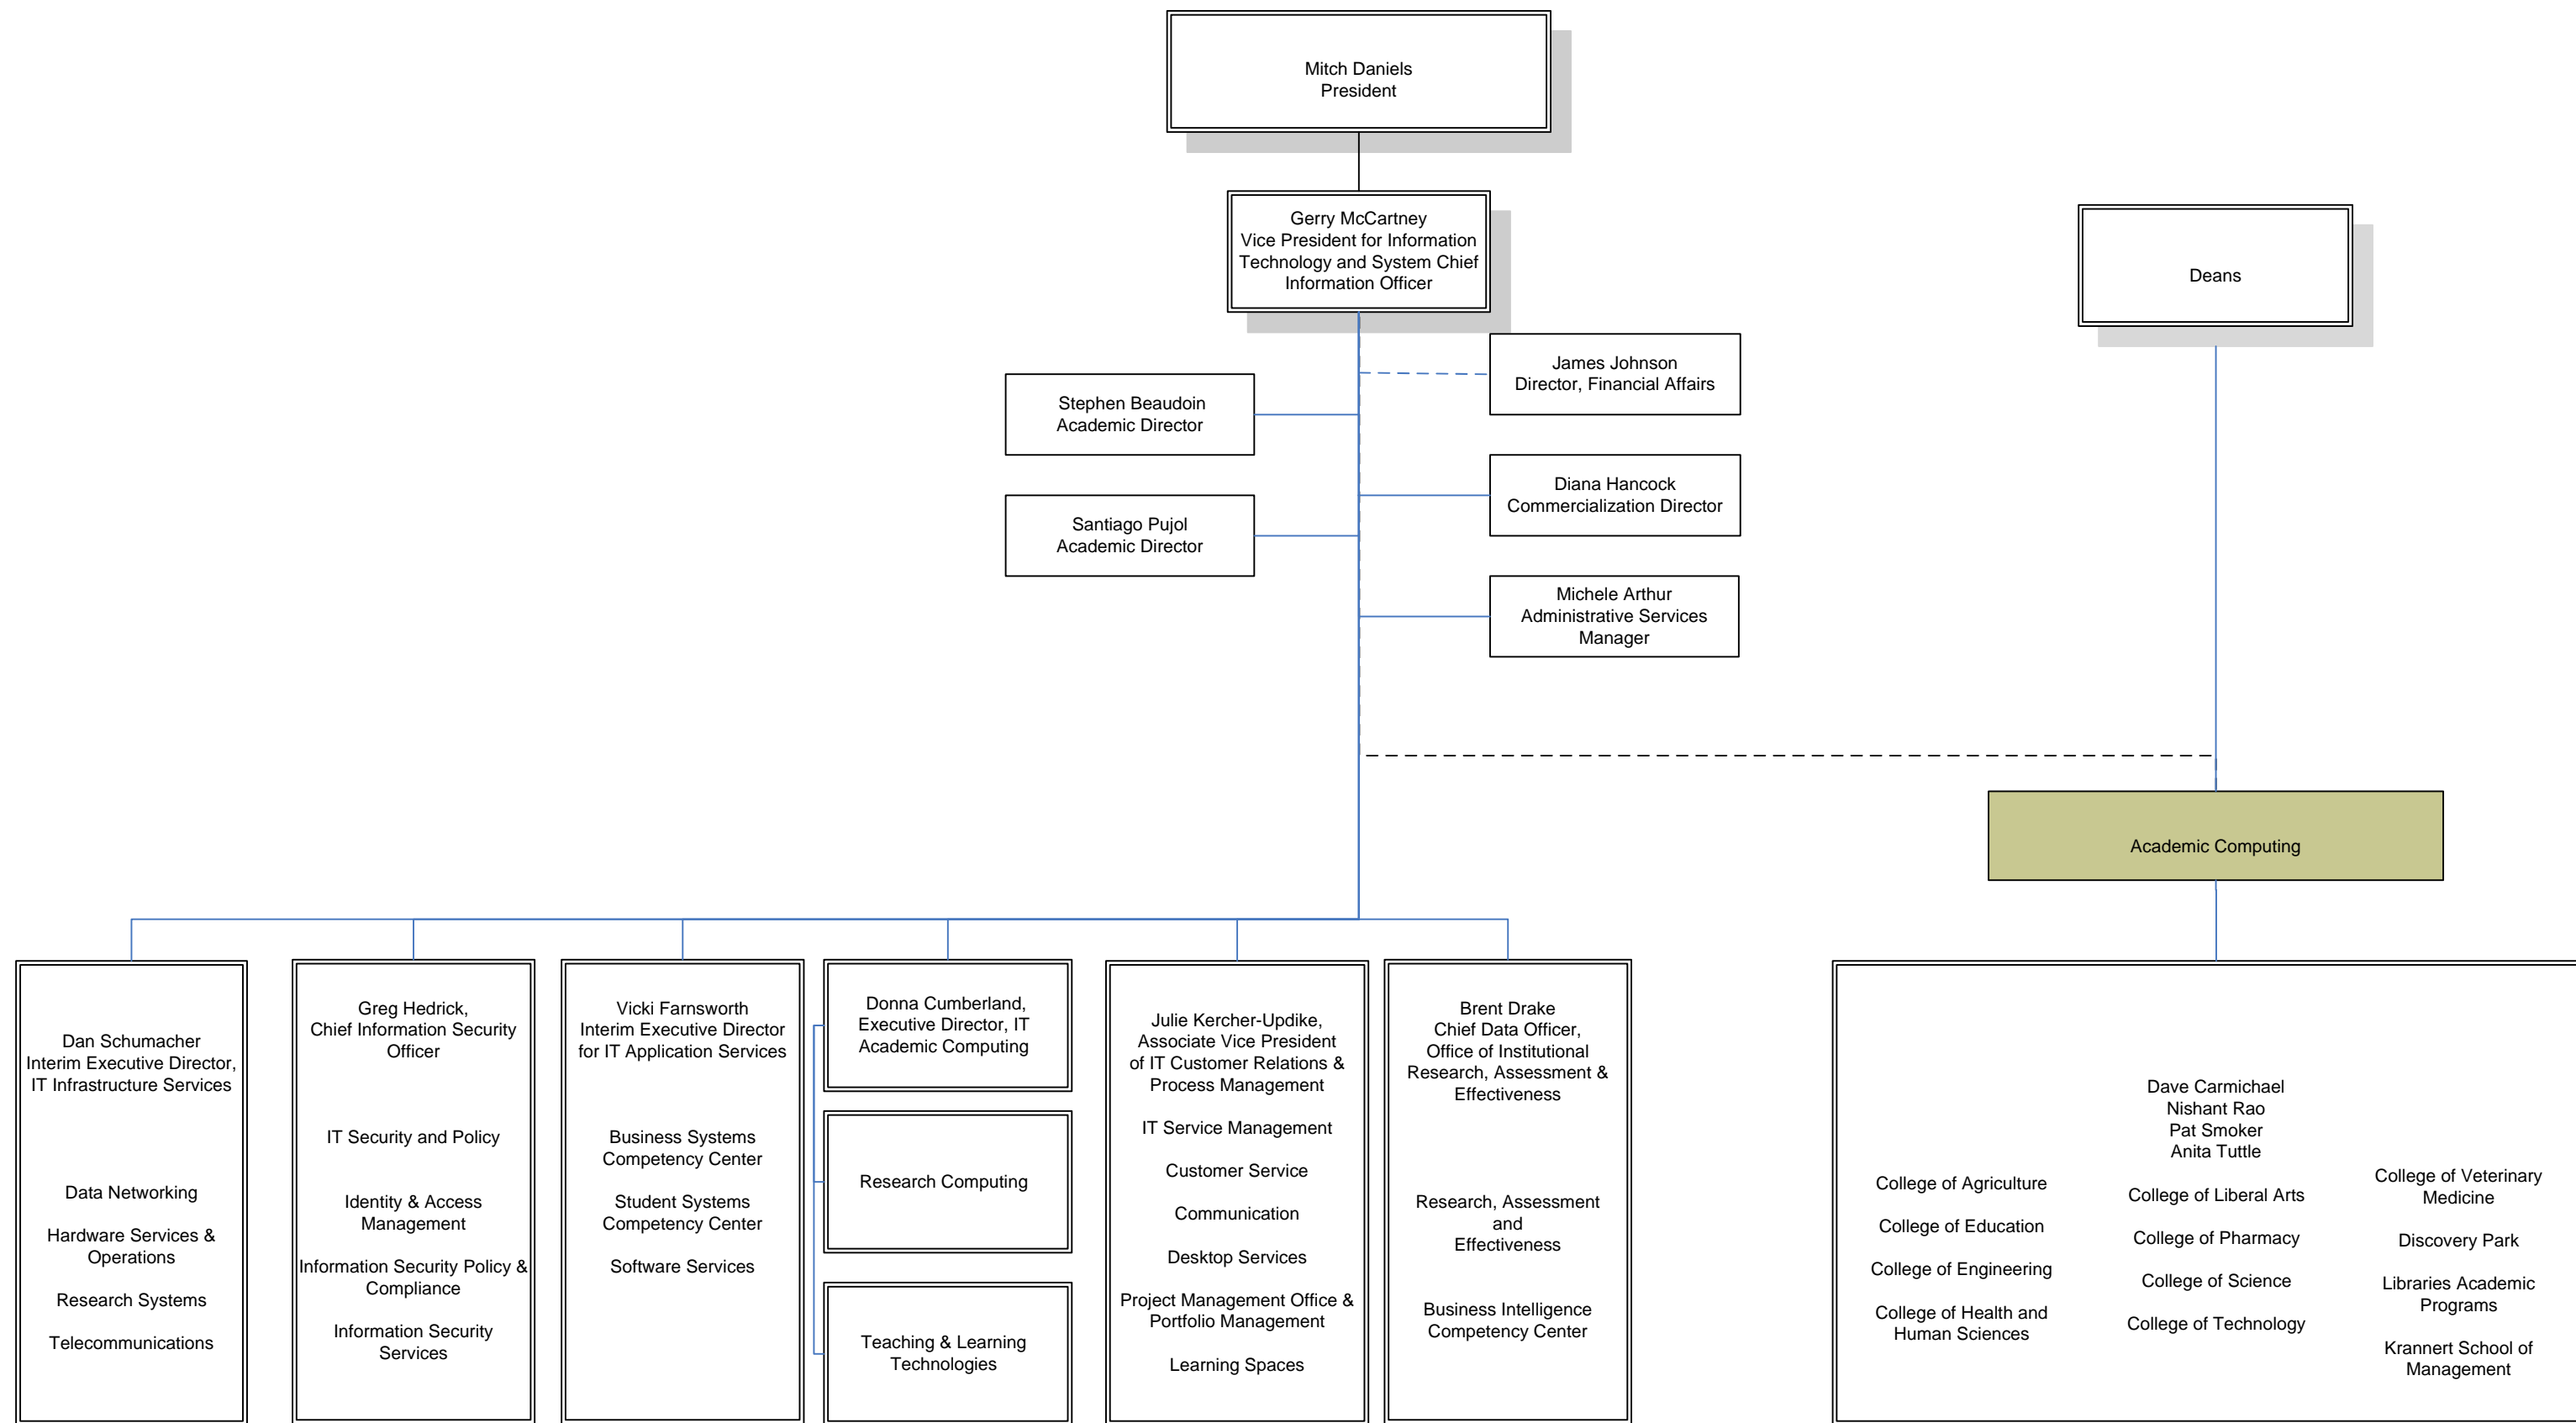 Mitch Daniels
President
Gerry McCartney
Vice President for Information
Technology and System Chief
Information Officer
Deans
James Johnson
Director, Financial Affairs
Stephen Beaudoin
Academic Director
Diana Hancock
Commercialization Director
Santiago Pujol
Academic Director
Michele Arthur
Administrative Services
Manager
Academic Computing
Dan Schumacher
Interim Executive Director,
IT Infrastructure Services
Data Networking
Hardware Services &
Operations
Research Systems
Telecommunications
Greg Hedrick,
Chief Information Security
Officer
IT Security and Policy
Identity & Access
Management
Information Security Policy &
Compliance
Information Security
Services
Vicki Farnsworth
Interim Executive Director
for IT Application Services
Business Systems
Competency Center
Student Systems
Competency Center
Software Services
Donna Cumberland,
Executive Director, IT
Academic Computing
Research Computing
Teaching & Learning
Technologies
Julie Kercher-Updike,
Associate Vice President
of IT Customer Relations &
Process Management
IT Service Management
Customer Service
Communication
Desktop Services
Project Management Office &
Portfolio Management
Learning Spaces
Brent Drake
Chief Data Officer,
Office of Institutional
Research, Assessment &
Effectiveness
Research, Assessment
and
Effectiveness
Business Intelligence
Competency Center
Dave Carmichael
Nishant Rao
Pat Smoker
Anita Tuttle
College of Agriculture
College of Education
College of Engineering
College of Health and
Human Sciences
College of Liberal Arts
College of Pharmacy
College of Science
College of Technology
College of Veterinary
Medicine
Discovery Park
Libraries Academic
Programs
Krannert School of
Management